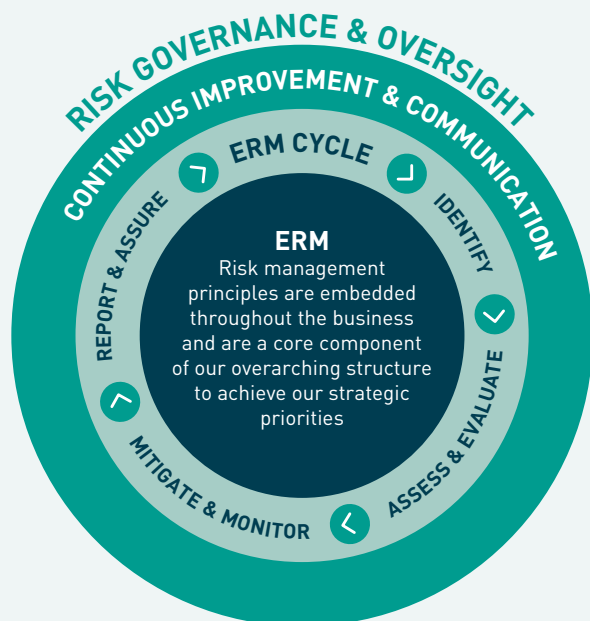 RISK GOVERNANCE & OVERSIGHT
CONTINUOUS IMPROVEMENT & COMMUNICATION
ERM CYCLE
IDENTIFY
ASSESS & EVALUATE
MITIGATE & MONITOR
REPORT & ASSURE
ERM
Risk management
principles are embedded
throughout the business
and are a core component
of our overarching structure
to achieve our strategic
priorities